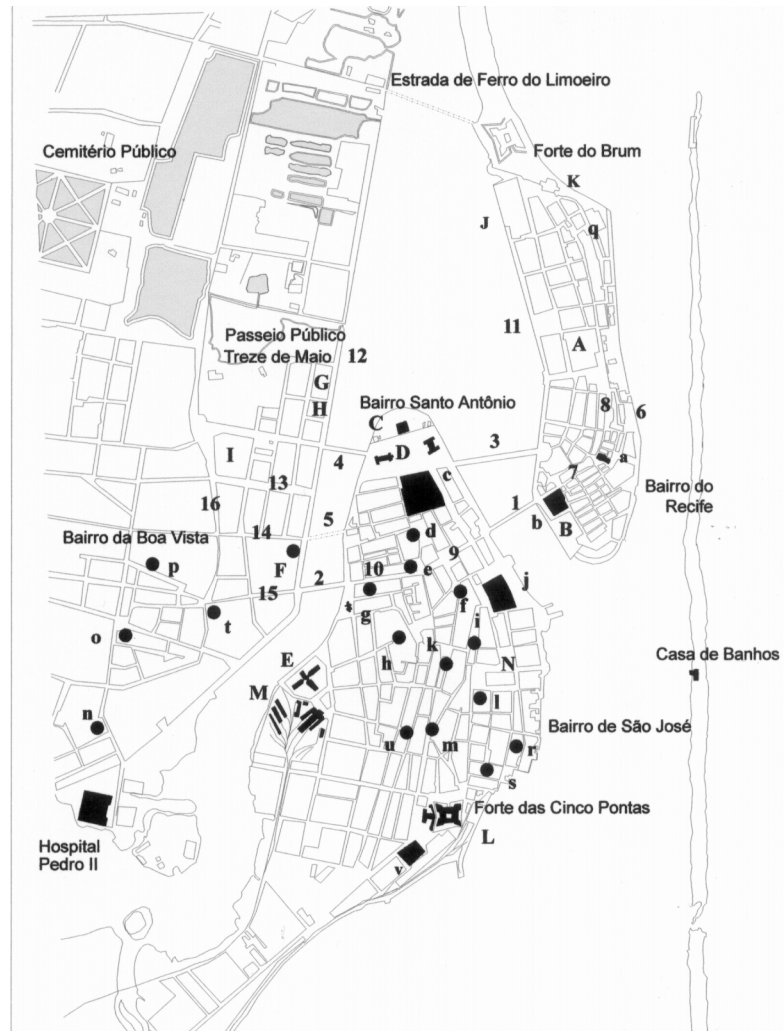 Estrada de Ferro do Limoeiro
Cemitério Público
Forte do Brum
K
J
q
11
A
Passeio Público
Treze de Maio
12
G
H
8
6
Bairro Santo Antônio
C
I
D
3
a
4
c
7
13
Bairro do
Recife
16
1
5
b
B
Bairro da Boa Vista
14
d
9
p
F
10
e
j
15
2
g
f
t
i
o
k
h
E
N
Casa de Banhos
M
l
n
u
m
Bairro de São José
r
s
Forte das Cinco Pontas
L
Hospital
Pedro II
v